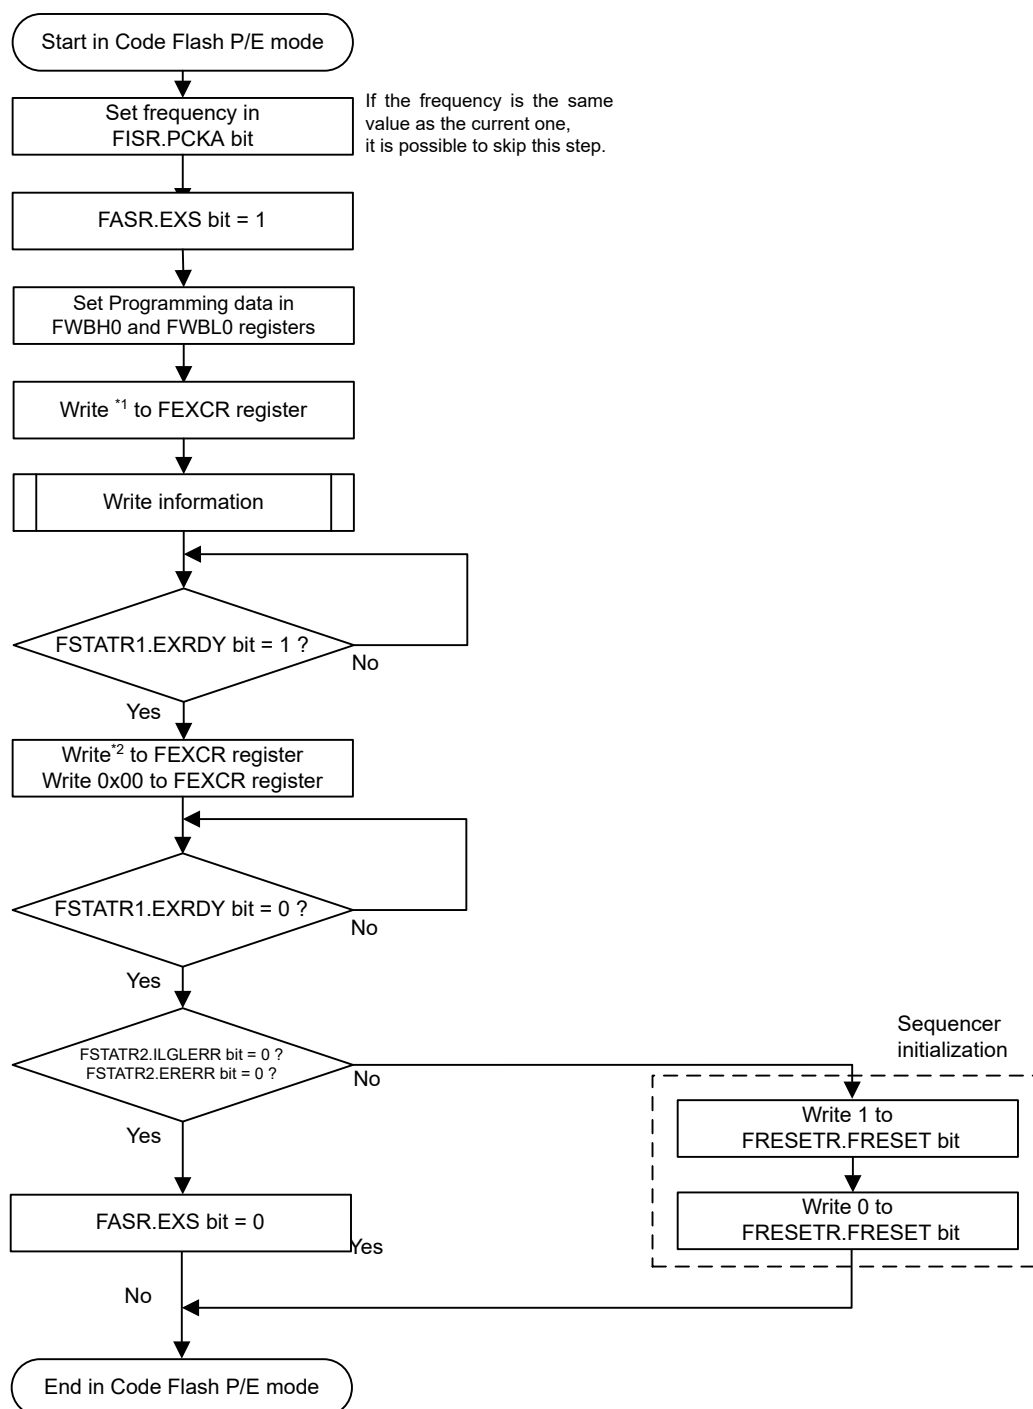 Start in Code Flash P/E mode
Set frequency in
FISR.PCKA bit
If the frequency is the same
value as the current one,
it is possible to skip this step.
FASR.EXS bit = 1
Set Programming data in
FWBH0 and FWBL0 registers
Write *1 to FEXCR register
Write information
FSTATR1.EXRDY bit = 1 ?
No
Yes
Write*2 to FEXCR register
Write 0x00 to FEXCR register
FSTATR1.EXRDY bit = 0 ?
No
Yes
FSTATR2.ILGLERR bit = 0 ?
FSTATR2.ERERR bit = 0 ?
No
Yes
Sequencer
initialization
Write 1 to
FRESETR.FRESET bit
Write 0 to
FRESETR.FRESET bit
FASR.EXS bit = 0
Yes
No
End in Code Flash P/E mode